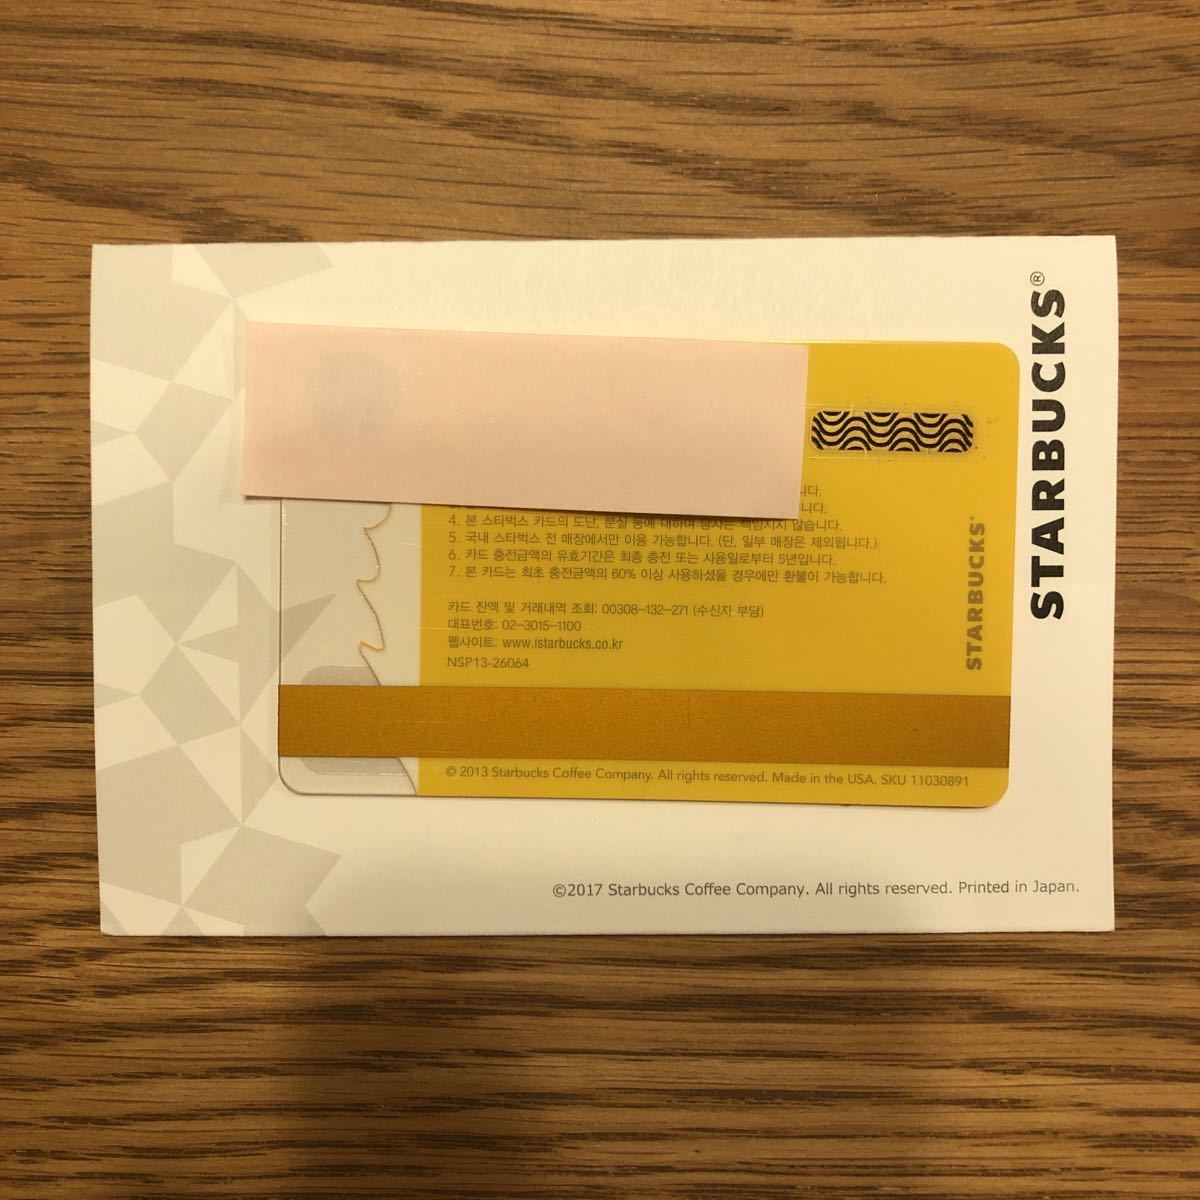 STARBUCKS®
니다.
니다.
4. 본 스타벅스 카드의 도난, 분실 등에 대하여 당사는 책임지지 않습니다.
5. 국내 스타벅스 전 매장에서만 이용 가능합니다. (단, 일부 매장은 제외됩니다.)
6. 카드 충전금액의 유효기간은 최종 충전 또는 사용일로부터 5년입니다.
7. 본 카드는 최초 충전금액의 60% 이상 사용하셨을 경우에만 환불이 가능합니다.
카드 잔액 및 거래내역 조회: 00308-132-271 (수신자 부담)
대표번호: 02-3015-1100
웹사이트: www.istarbucks.co.kr
NSP13-26064
STARBUCKS®
© 2013 Starbucks Coffee Company. All rights reserved. Made in the USA. SKU 11030891
©2017 Starbucks Coffee Company. All rights reserved. Printed in Japan.